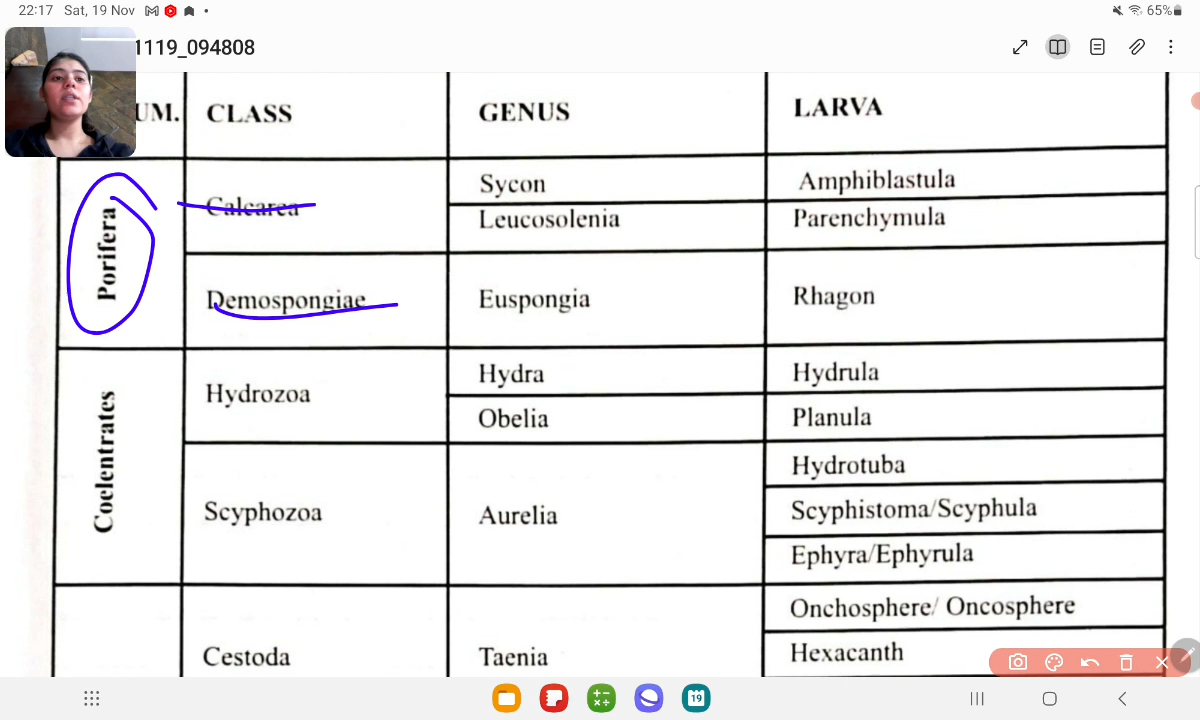 22:17 Sat, 19 Nov
65%
1119_094808
UM. CLASS GENUS LARVA
Porifera
Calcarea
Sycon Amphiblastula
Leucosolenia Parenchymula
Demospongiae Euspongia Rhagon
Coelentrates
Hydrozoa
Hydra Hydrula
Obelia Planula
Scyphozoa Aurelia
Hydrotuba
Scyphistoma/Scyphula
Ephyra/Ephyrula
Cestoda Taenia
Onchosphere/ Oncosphere
Hexacanth
19